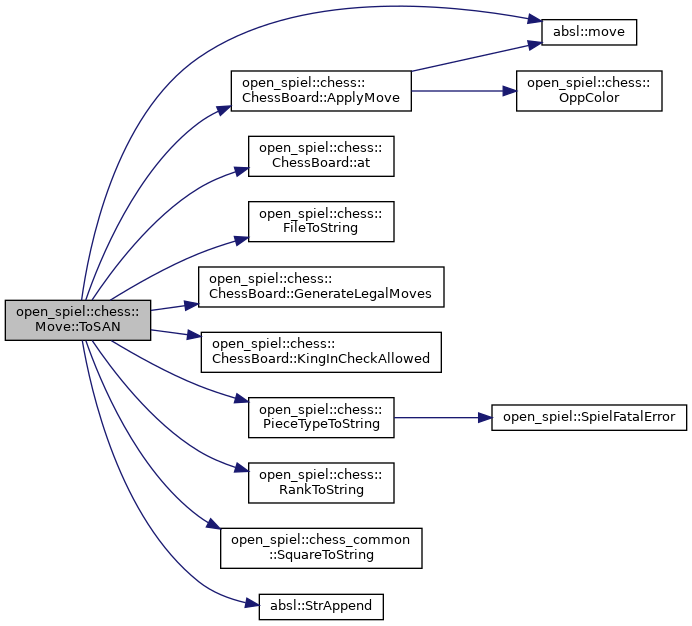 open_spiel::chess::
Move::ToSAN
absl::move
open_spiel::chess::
ChessBoard::ApplyMove
open_spiel::chess::
OppColor
open_spiel::chess::
ChessBoard::at
open_spiel::chess::
FileToString
open_spiel::chess::
ChessBoard::GenerateLegalMoves
open_spiel::chess::
ChessBoard::KingInCheckAllowed
open_spiel::chess::
PieceTypeToString
open_spiel::SpielFatalError
open_spiel::chess::
RankToString
open_spiel::chess_common
::SquareToString
absl::StrAppend